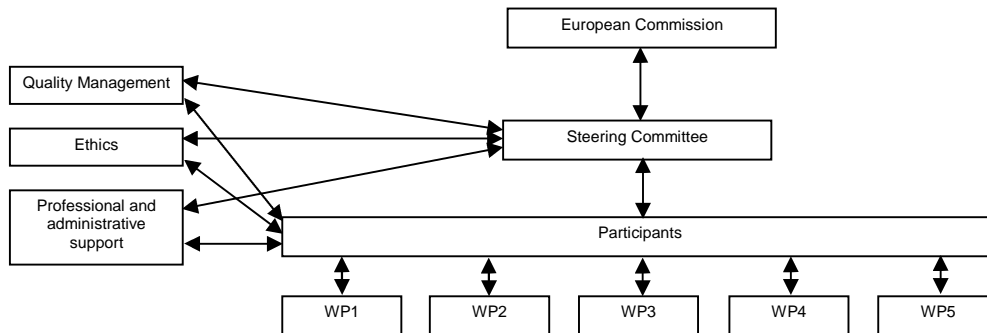 European Commission
Quality Management
Ethics
Steering Committee
Professional and
administrative
support
Participants
WP1
WP2
WP3
WP4
WP5